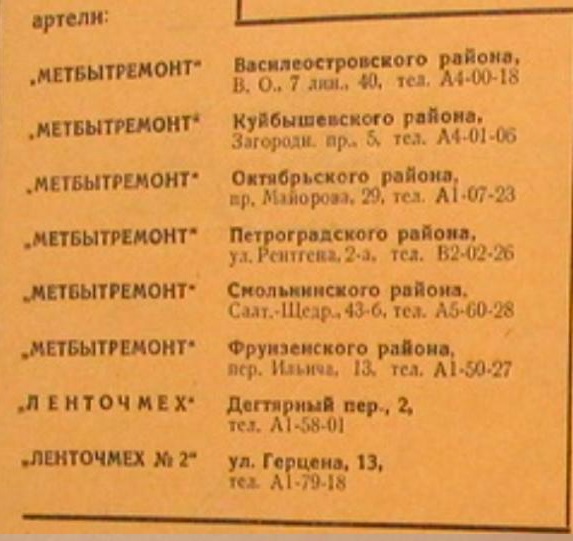 артели:
„МЕТБЫТРЕМОНТ“ Василеостровского района,
В. О., 7 лин., 40, тел. А4-00-18
„МЕТБЫТРЕМОНТ“ Куйбышевского района,
Загородн. пр., 5, тел. А4-01-06
„МЕТБЫТРЕМОНТ“ Октябрьского района,
пр. Майорова, 29, тел. А1-07-23
„МЕТБЫТРЕМОНТ“ Петроградского района,
ул. Рентгена, 2-а, тел. В2-02-26
„МЕТБЫТРЕМОНТ“ Смольнинского района,
Салт.-Щедр., 43-б, тел. А5-60-28
„МЕТБЫТРЕМОНТ“ Фрунзенского района,
пер. Ильича, 13, тел. А1-50-27
„ЛЕНТОЧМЕХ“ Дегтярный пер., 2,
тел. А1-58-01
„ЛЕНТОЧМЕХ № 2“ ул. Герцена, 13,
тел. А1-79-18